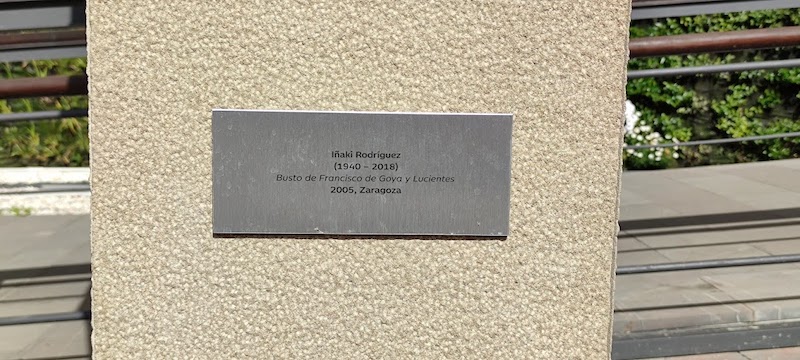 Iñaki Rodríguez
(1940 – 2018)
Busto de Francisco de Goya y Lucientes
2005, Zaragoza